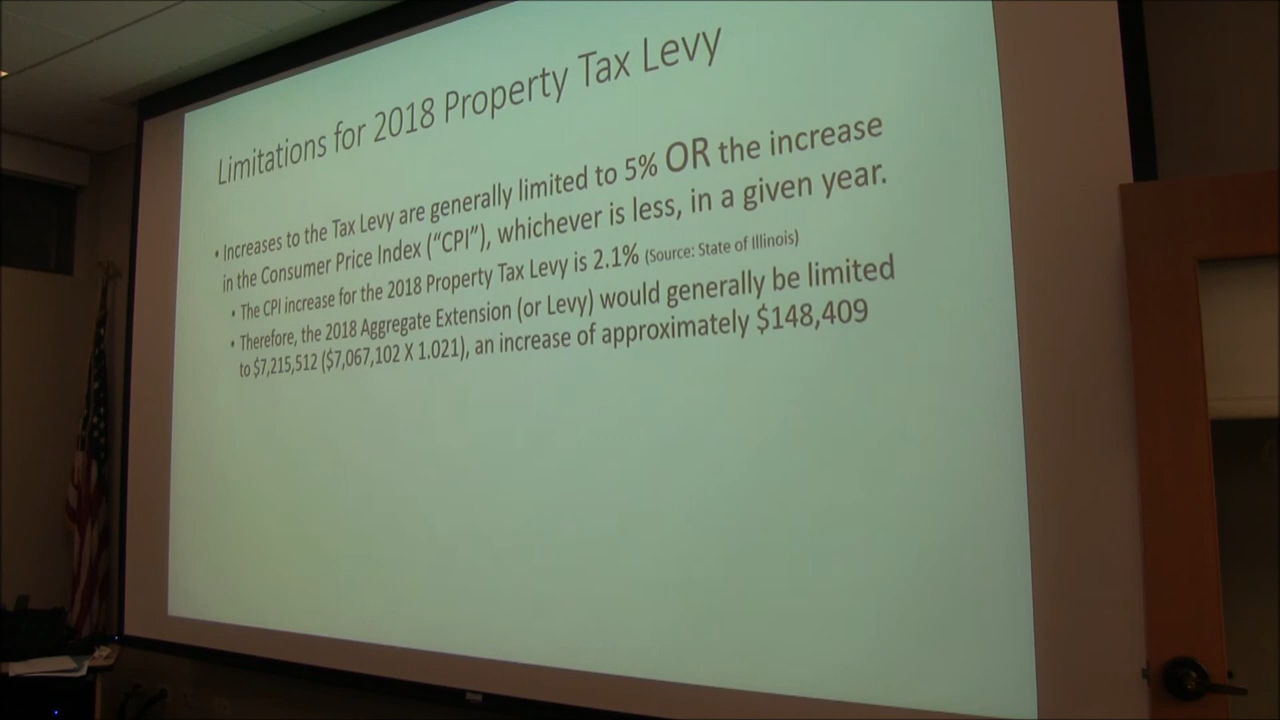 Limitations for 2018 Property Tax Levy
• Increases to the Tax Levy are generally limited to 5% OR the increase
in the Consumer Price Index ("CPI"), whichever is less, in a given year.
• The CPI increase for the 2018 Property Tax Levy is 2.1% (Source: State of Illinois)
• Therefore, the 2018 Aggregate Extension (or Levy) would generally be limited
to $7,215,512 ($7,067,102 X 1.021), an increase of approximately $148,409